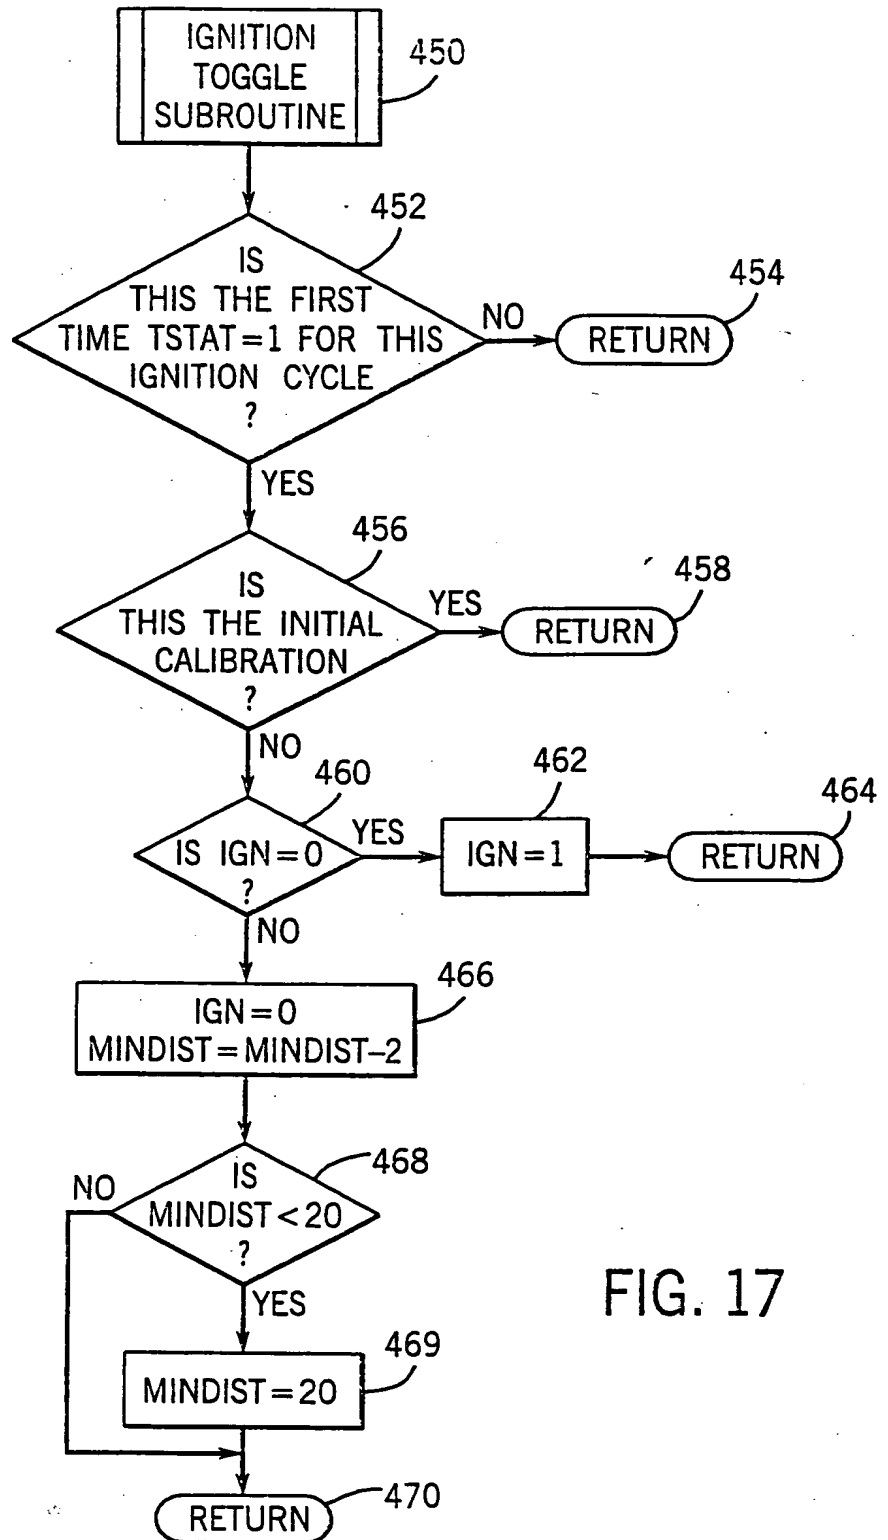 IGNITION
TOGGLE
SUBROUTINE
450
452
IS
THIS THE FIRST
TIME TSTAT=1 FOR THIS
IGNITION CYCLE
?
NO
454
RETURN
YES
456
IS
THIS THE INITIAL
CALIBRATION
?
YES
458
RETURN
NO
460
IS IGN=0
?
YES
462
IGN=1
464
RETURN
NO
466
IGN=0
MINDIST=MINDIST-2
468
IS
MINDIST<20
?
NO
YES
469
MINDIST=20
470
RETURN
FIG. 17